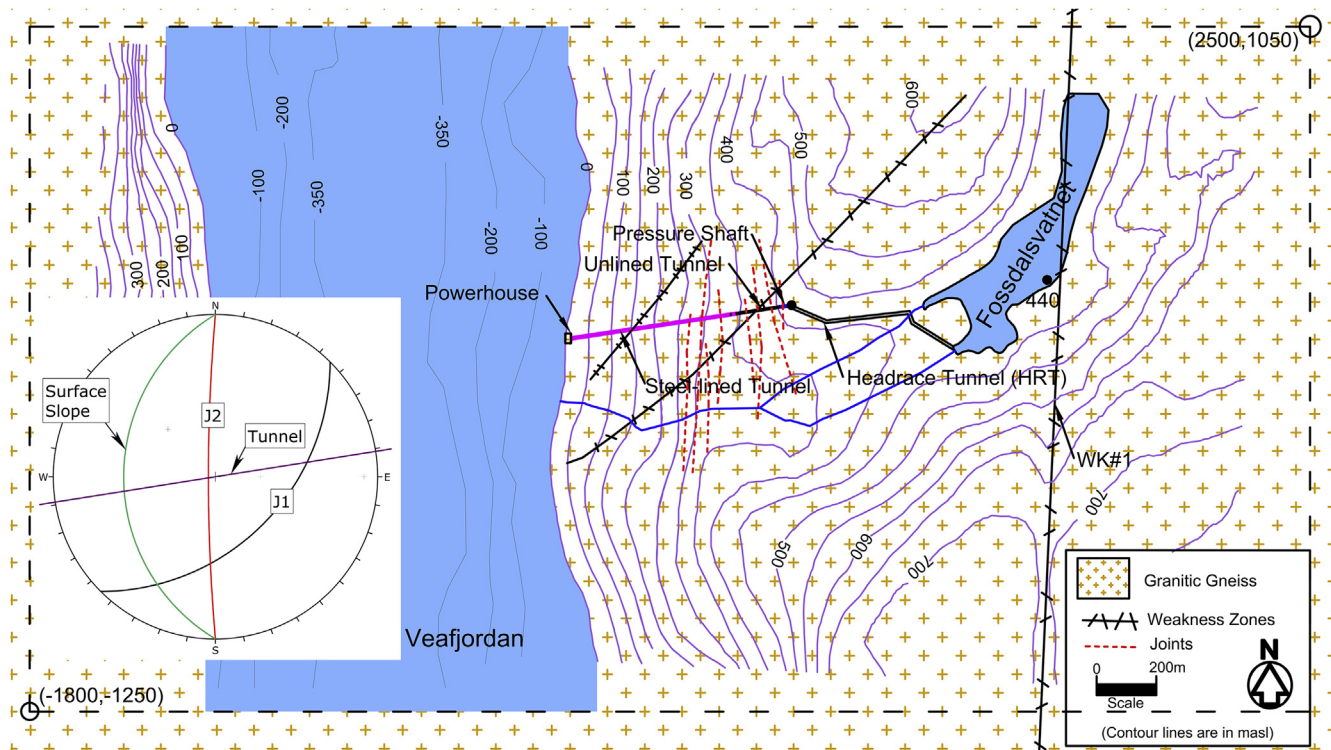 (2500,1050)
0
-200
-100
-350
-350
-200
-100
300
200
100
0
100
200
300
400
500
600
Pressure Shaft
Unlined Tunnel
Powerhouse
Steel-lined Tunnel
Headrace Tunnel (HRT)
Fossdalsvatnet
440
WK#1
500
600
700
700
N
Surface
Slope
J2
Tunnel
W
E
J1
S
Veafjordan
(-1800,-1250)
Granitic Gneiss
Weakness Zones
Joints
0
200m
Scale
N
(Contour lines are in masl)